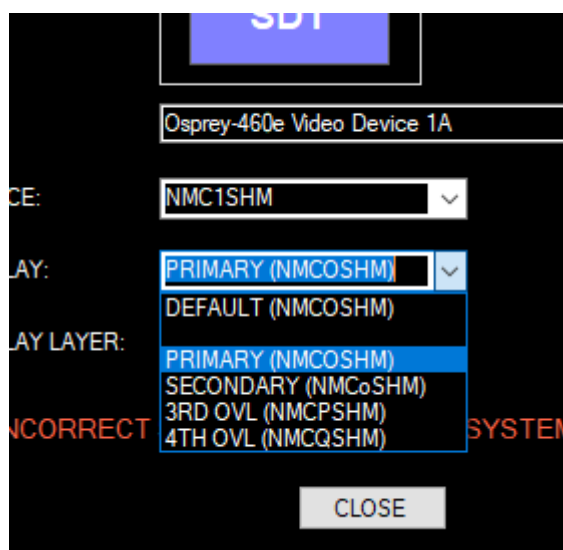 SDT
Osprey-460e Video Device 1A
CE:
NMC1SHM
LAY:
PRIMARY (NMCOSHM)
DEFAULT (NMCOSHM)
LAY LAYER:
PRIMARY (NMCOSHM)
SECONDARY (NMCoSHM)
3RD OVL (NMCPSHM)
NCORRECT
SYSTEM
4TH OVL (NMCQSHM)
CLOSE